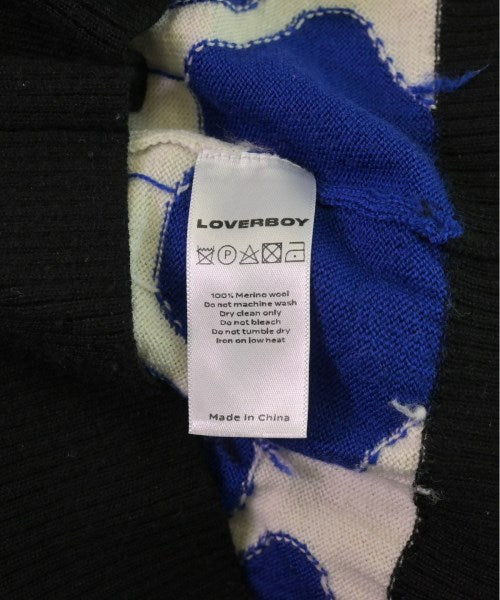 LOVERBOY
P
100% Merino wool
Do not machine wash
Dry clean only
Do not bleach
Do not tumble dry
Iron on low heat
Made in China